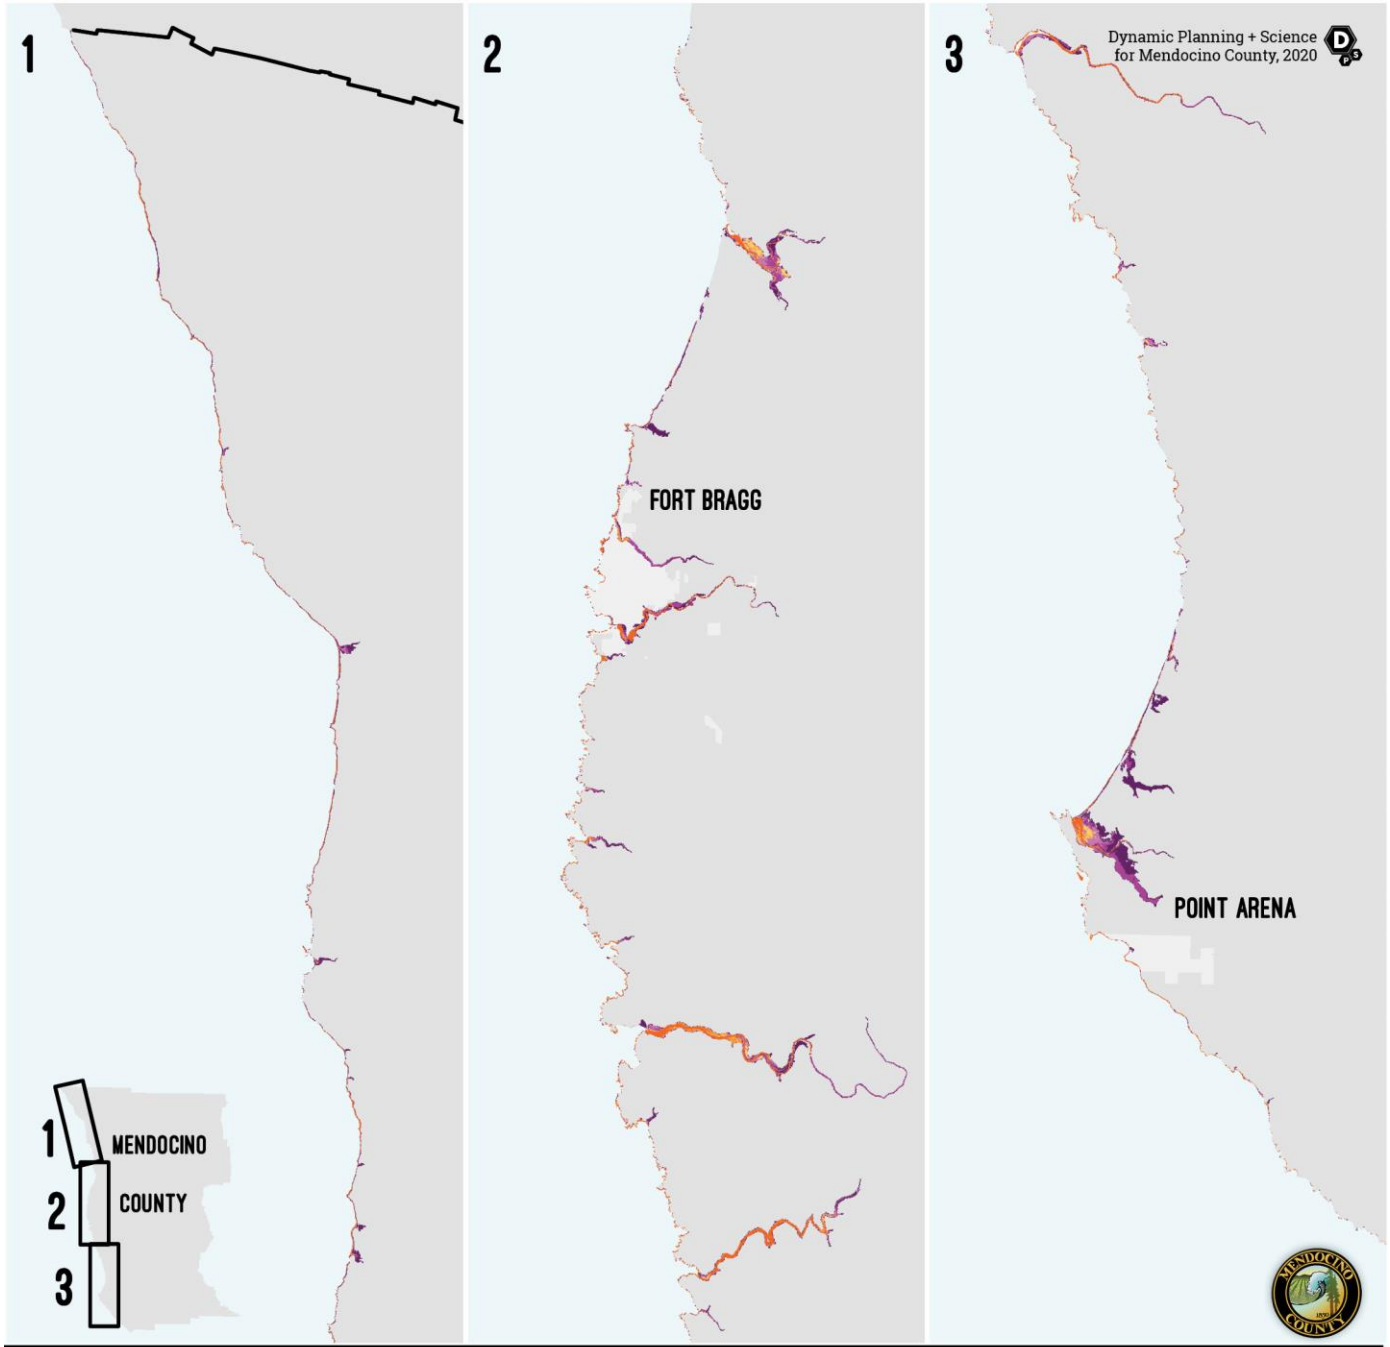 1
2
3
Dynamic Planning + Science
for Mendocino County, 2020
D
P S
FORT BRAGG
POINT ARENA
1
MENDOCINO
2
COUNTY
3
MENDOCINO
1850
COUNTY